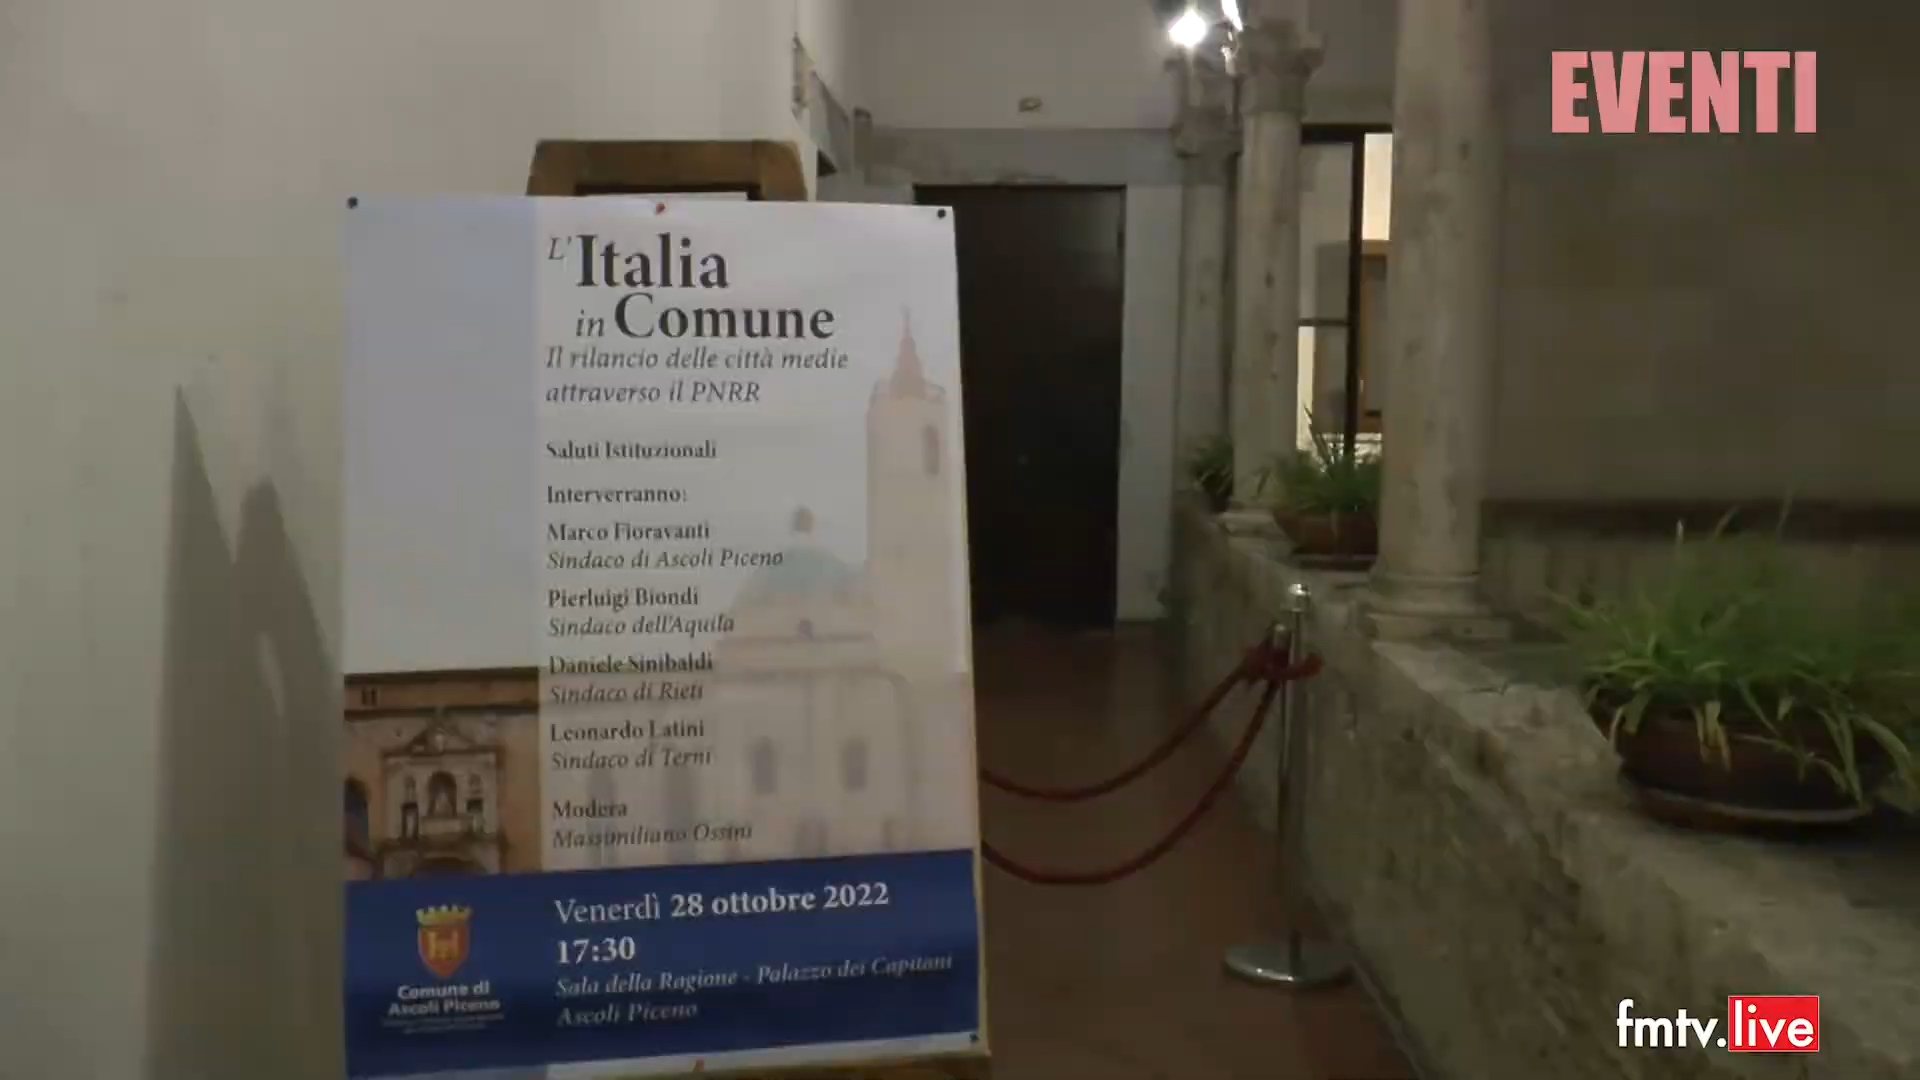 EVENTI
L'Italia
in Comune
Il rilancio delle città medie
attraverso il PNRR
Saluti Istituzionali
Interverranno:
Marco Fioravanti
Sindaco di Ascoli Piceno
Pierluigi Biondi
Sindaco dell'Aquila
Daniele Sinibaldi
Sindaco di Rieti
Leonardo Latini
Sindaco di Terni
Modera
Massimiliano Ossini
Venerdì 28 ottobre 2022
17:30
Sala della Ragione - Palazzo dei Capitani
Ascoli Piceno
Comune di
Ascoli Piceno
fmtv.live